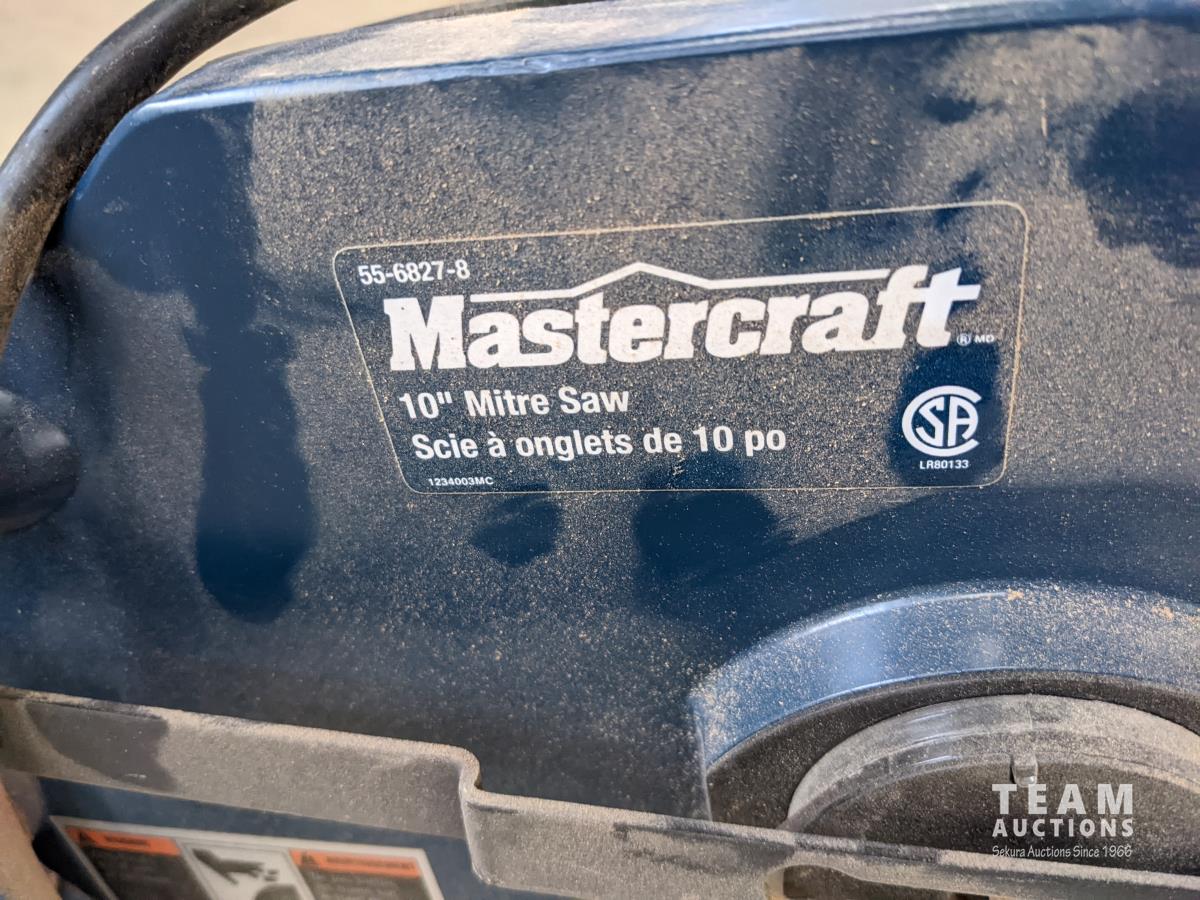 55-6827-8
Mastercraft ® MD
10" Mitre Saw
Scie à onglets de 10 po
1234003MC
LR80133
TEAM
AUCTIONS
Sekura Auctions Since 1966